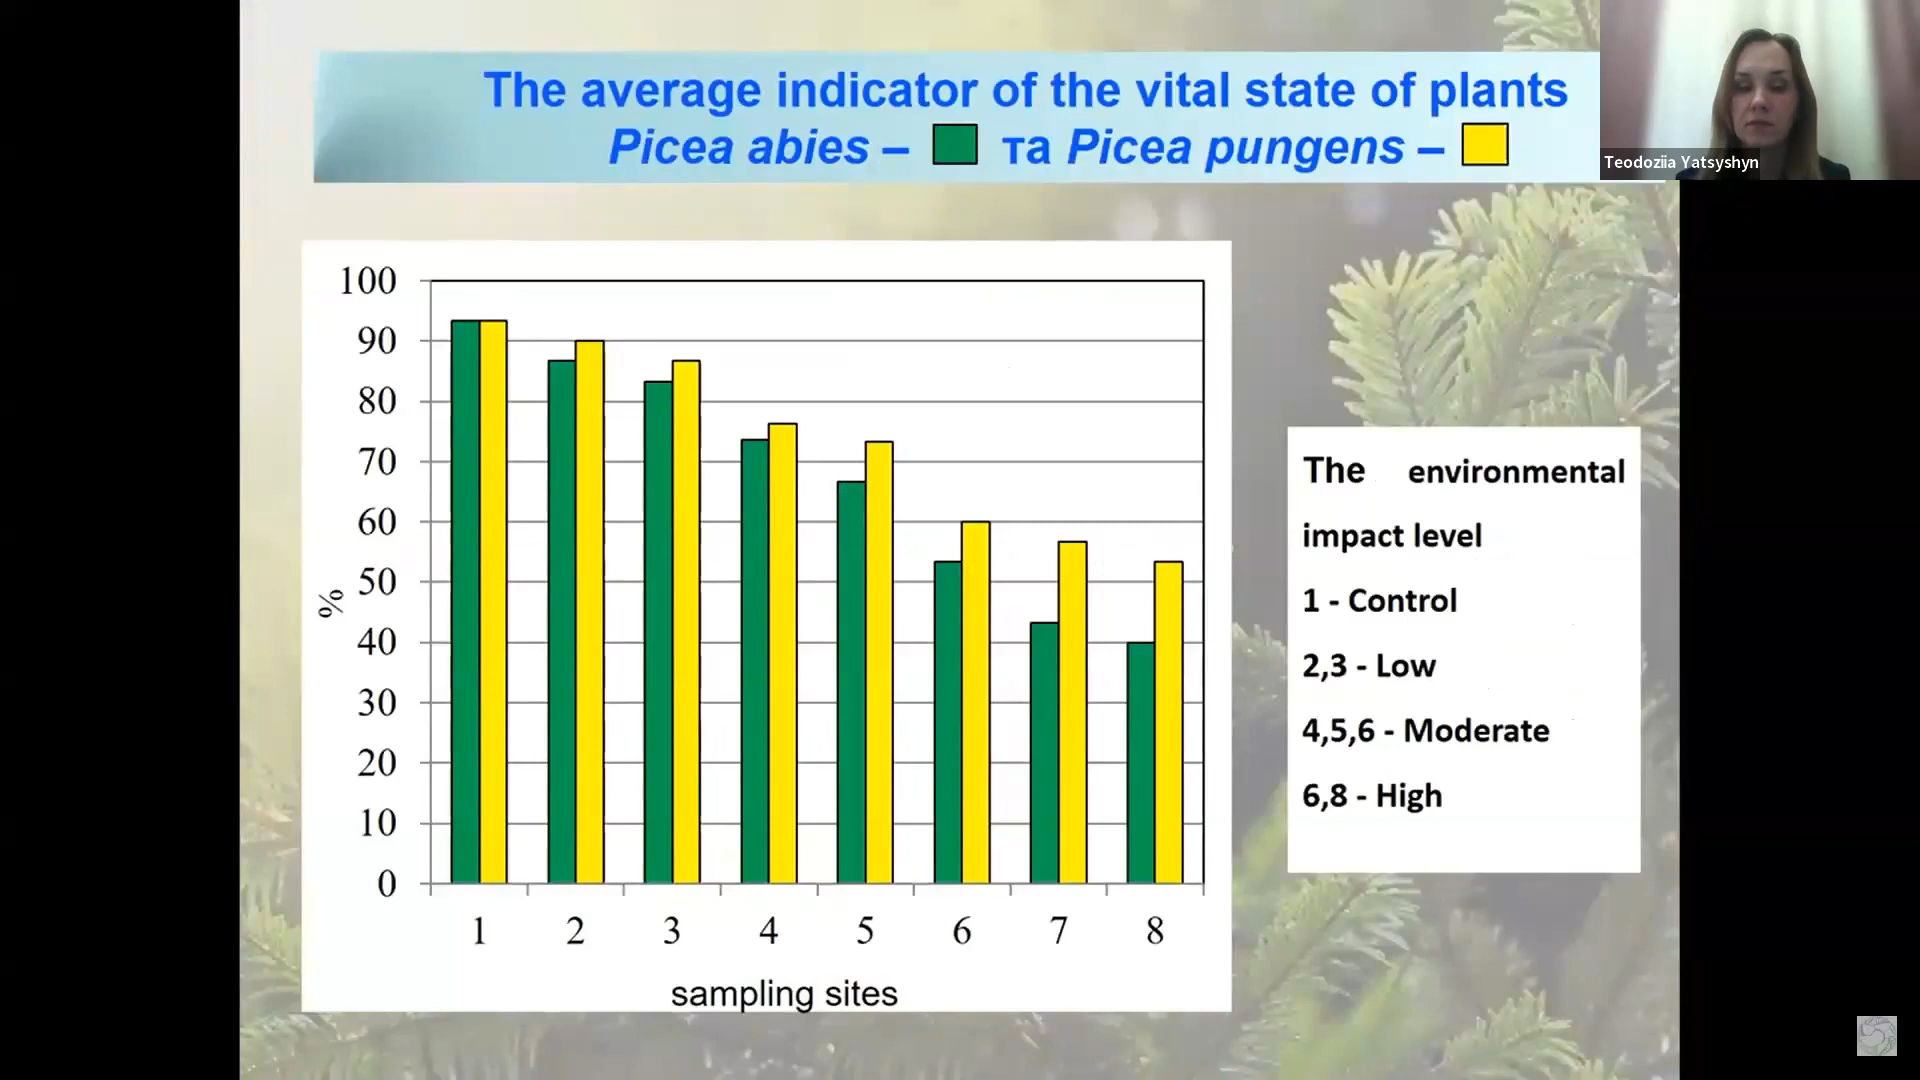 The average indicator of the vital state of plants
Picea abies – та Picea pungens –
Teodoziia Yatsyshyn
100
90
80
70
60
50
40
30
20
10
0
%
1 2 3 4 5 6 7 8
sampling sites
The environmental
impact level
1 - Control
2,3 - Low
4,5,6 - Moderate
6,8 - High